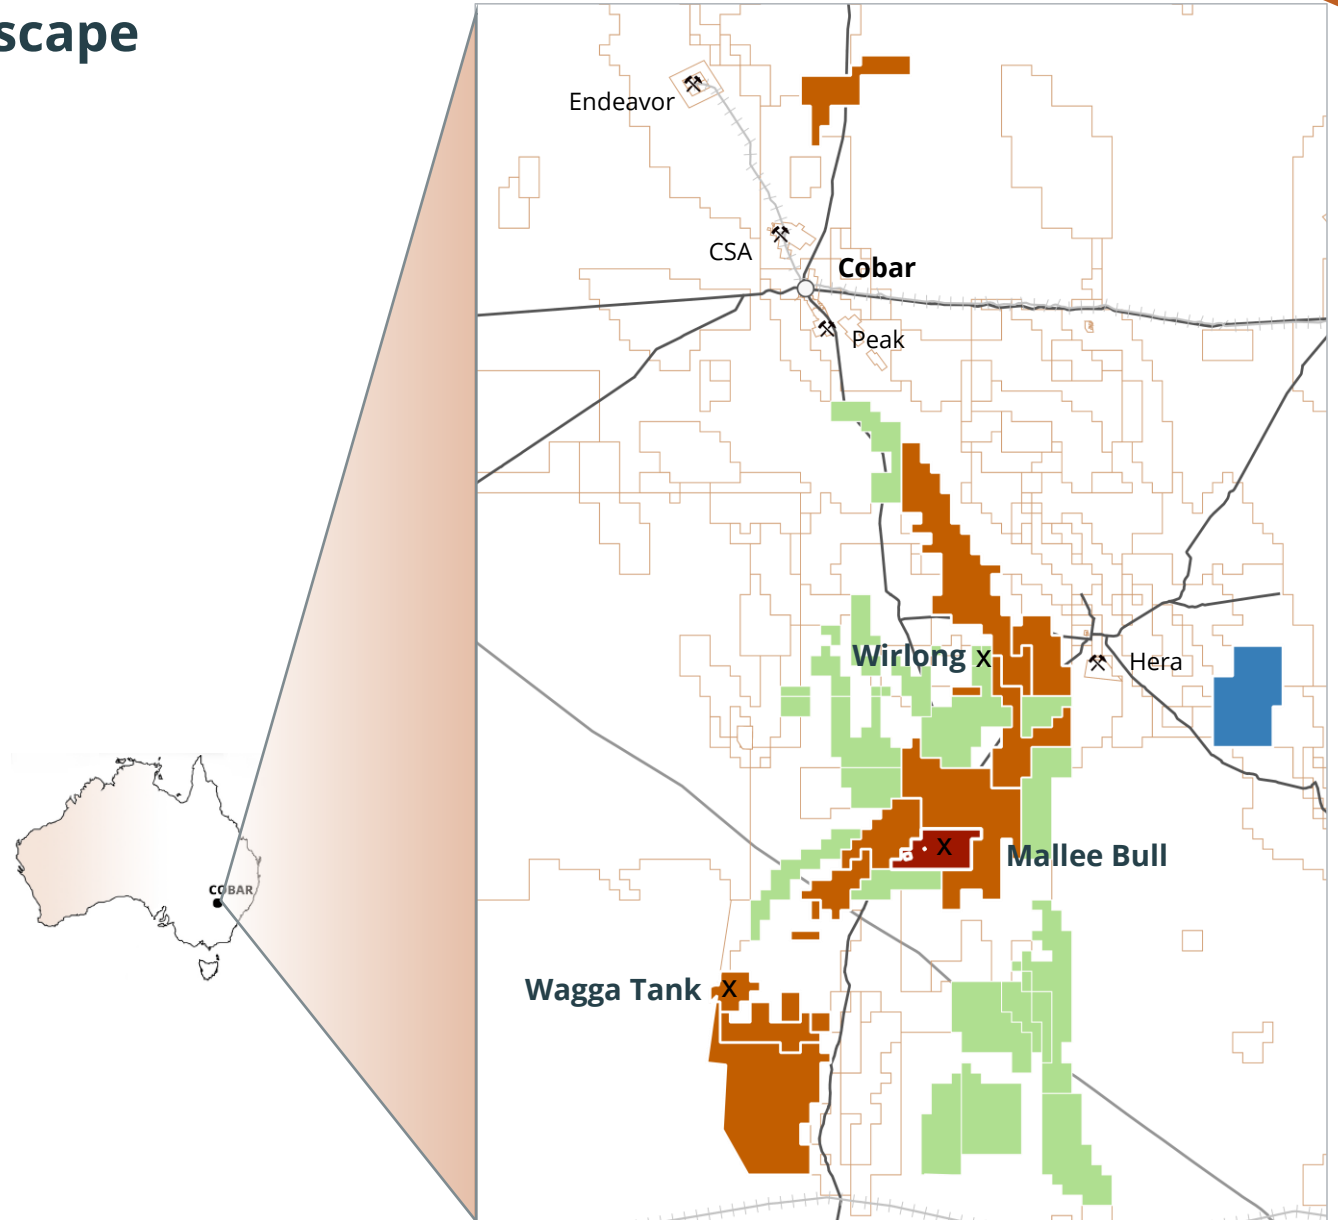 scape
Endeavor
CSA
Cobar
Peak
Wirlong
X
Hera
X
Mallee Bull
COBAR
Wagga Tank
X